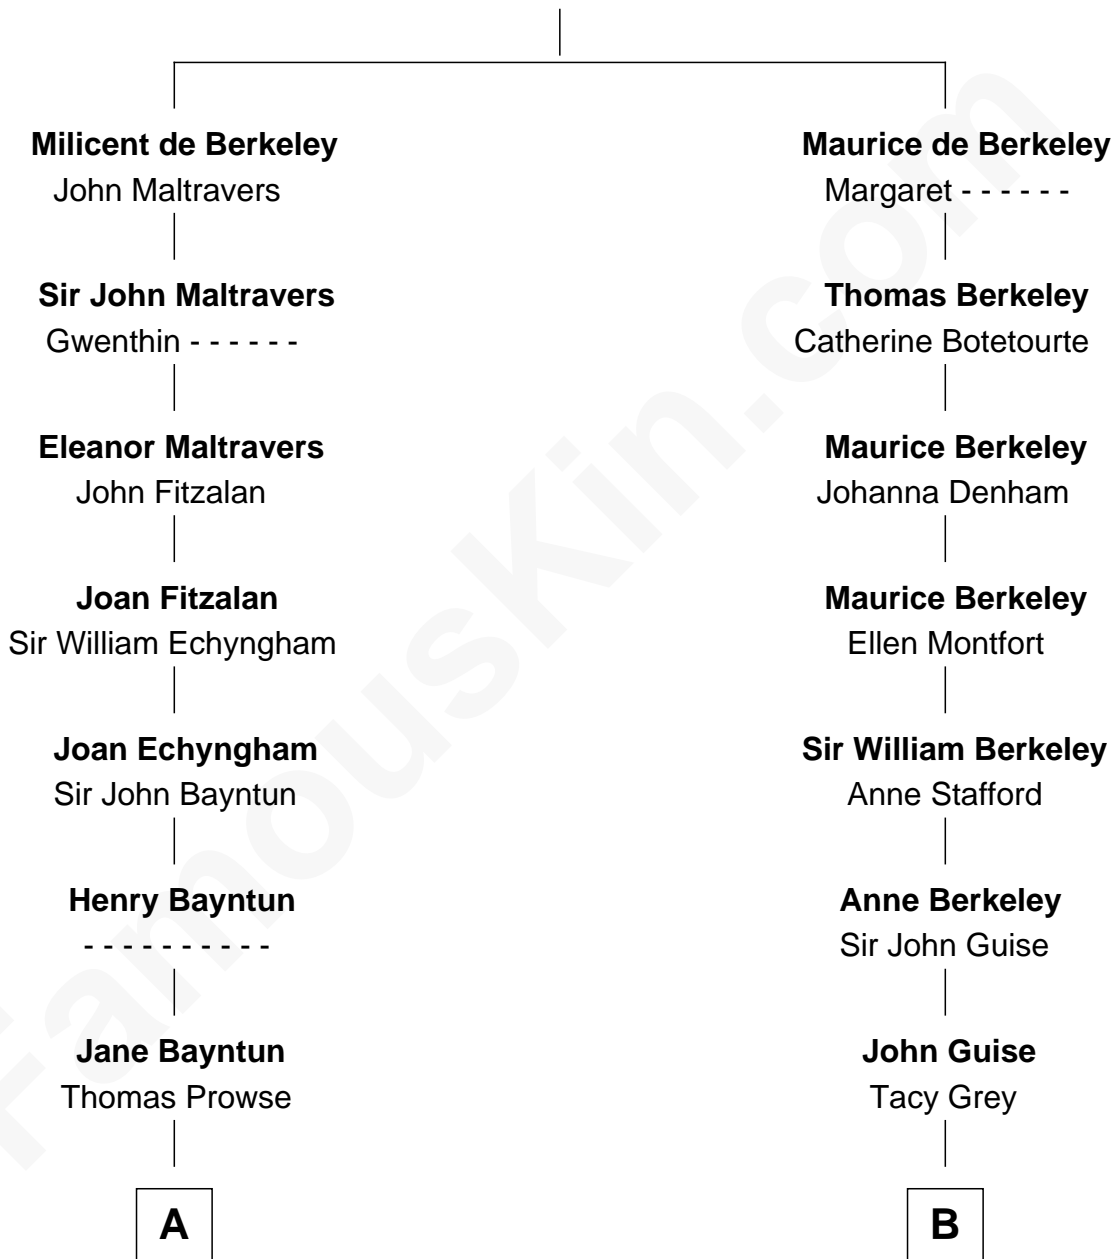 Milicent de Berkeley
John Maltravers
Sir John Maltravers
Gwenthin - - - - - -
Eleanor Maltravers
John Fitzalan
Joan Fitzalan
Sir William Echyngham
Joan Echyngham
Sir John Bayntun
Henry Bayntun
- - - - - - - - - -
Jane Bayntun
Thomas Prowse
A
Maurice de Berkeley
Margaret - - - - - -
Thomas Berkeley
Catherine Botetourte
Maurice Berkeley
Johanna Denham
Maurice Berkeley
Ellen Montfort
Sir William Berkeley
Anne Stafford
Anne Berkeley
Sir John Guise
John Guise
Tacy Grey
B
FamousKin.com